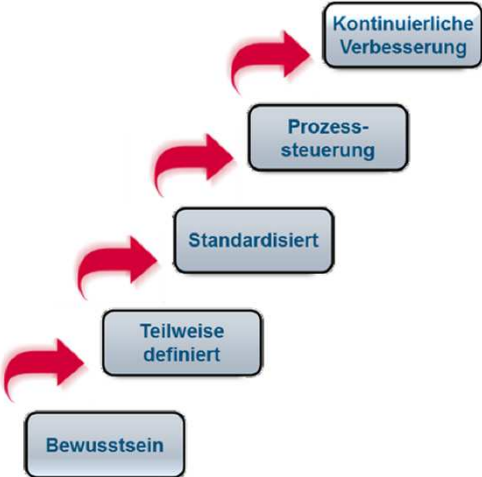 Kontinuierliche
Verbesserung
Prozess-
steuerung
Standardisiert
Teilweise
definiert
Bewusstsein